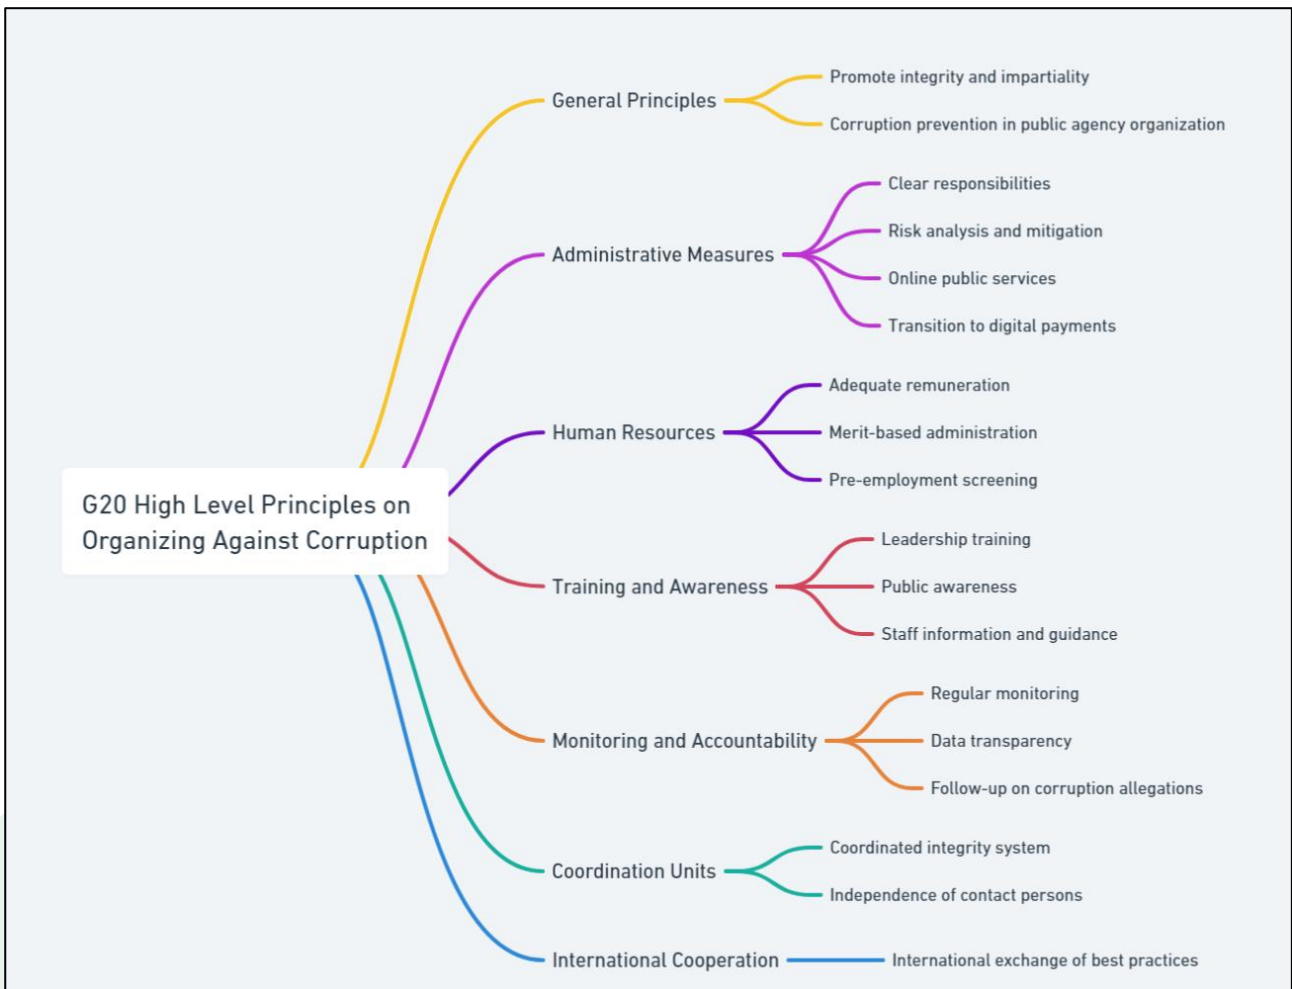 General Principles
Promote integrity and impartiality
Corruption prevention in public agency organization
Administrative Measures
Clear responsibilities
Risk analysis and mitigation
Online public services
Transition to digital payments
Human Resources
Adequate remuneration
Merit-based administration
Pre-employment screening
G20 High Level Principles on
Organizing Against Corruption
Training and Awareness
Leadership training
Public awareness
Staff information and guidance
Monitoring and Accountability
Regular monitoring
Data transparency
Follow-up on corruption allegations
Coordination Units
Coordinated integrity system
Independence of contact persons
International Cooperation
International exchange of best practices